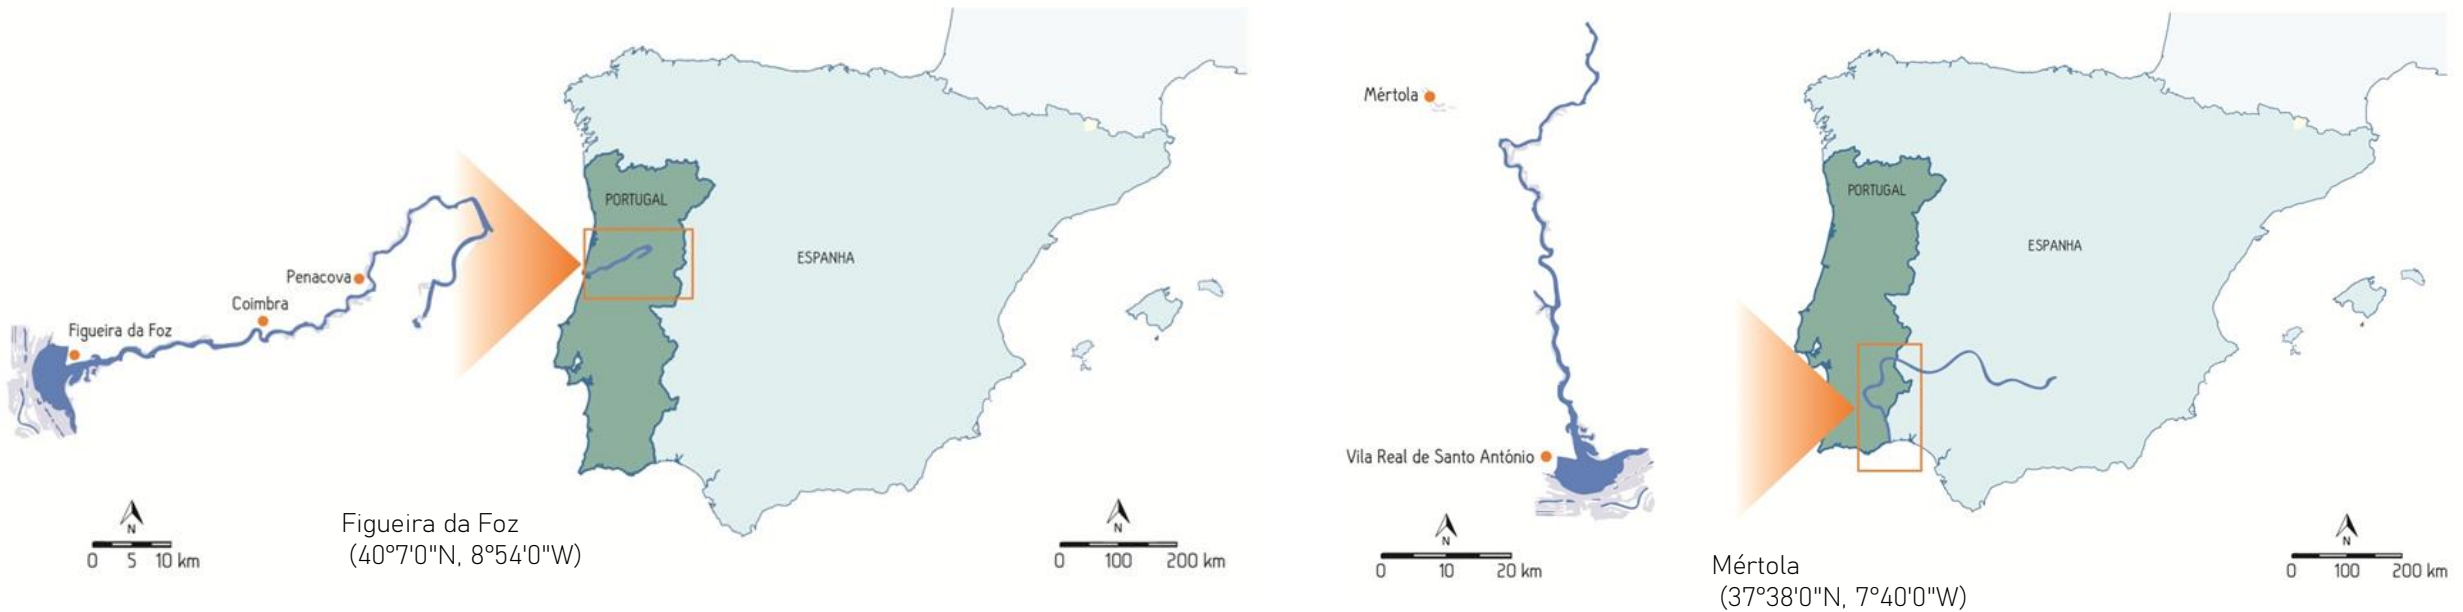 PORTUGAL
ESPANHA
Penacova
Coimbra
Figueira da Foz
N
0 5 10 km
Figueira da Foz
(40°7'0"N, 8°54'0"W)
N
0 100 200 km
Mértola
PORTUGAL
ESPANHA
Vila Real de Santo António
N
0 10 20 km
Mértola
(37°38'0"N, 7°40'0"W)
N
0 100 200 km